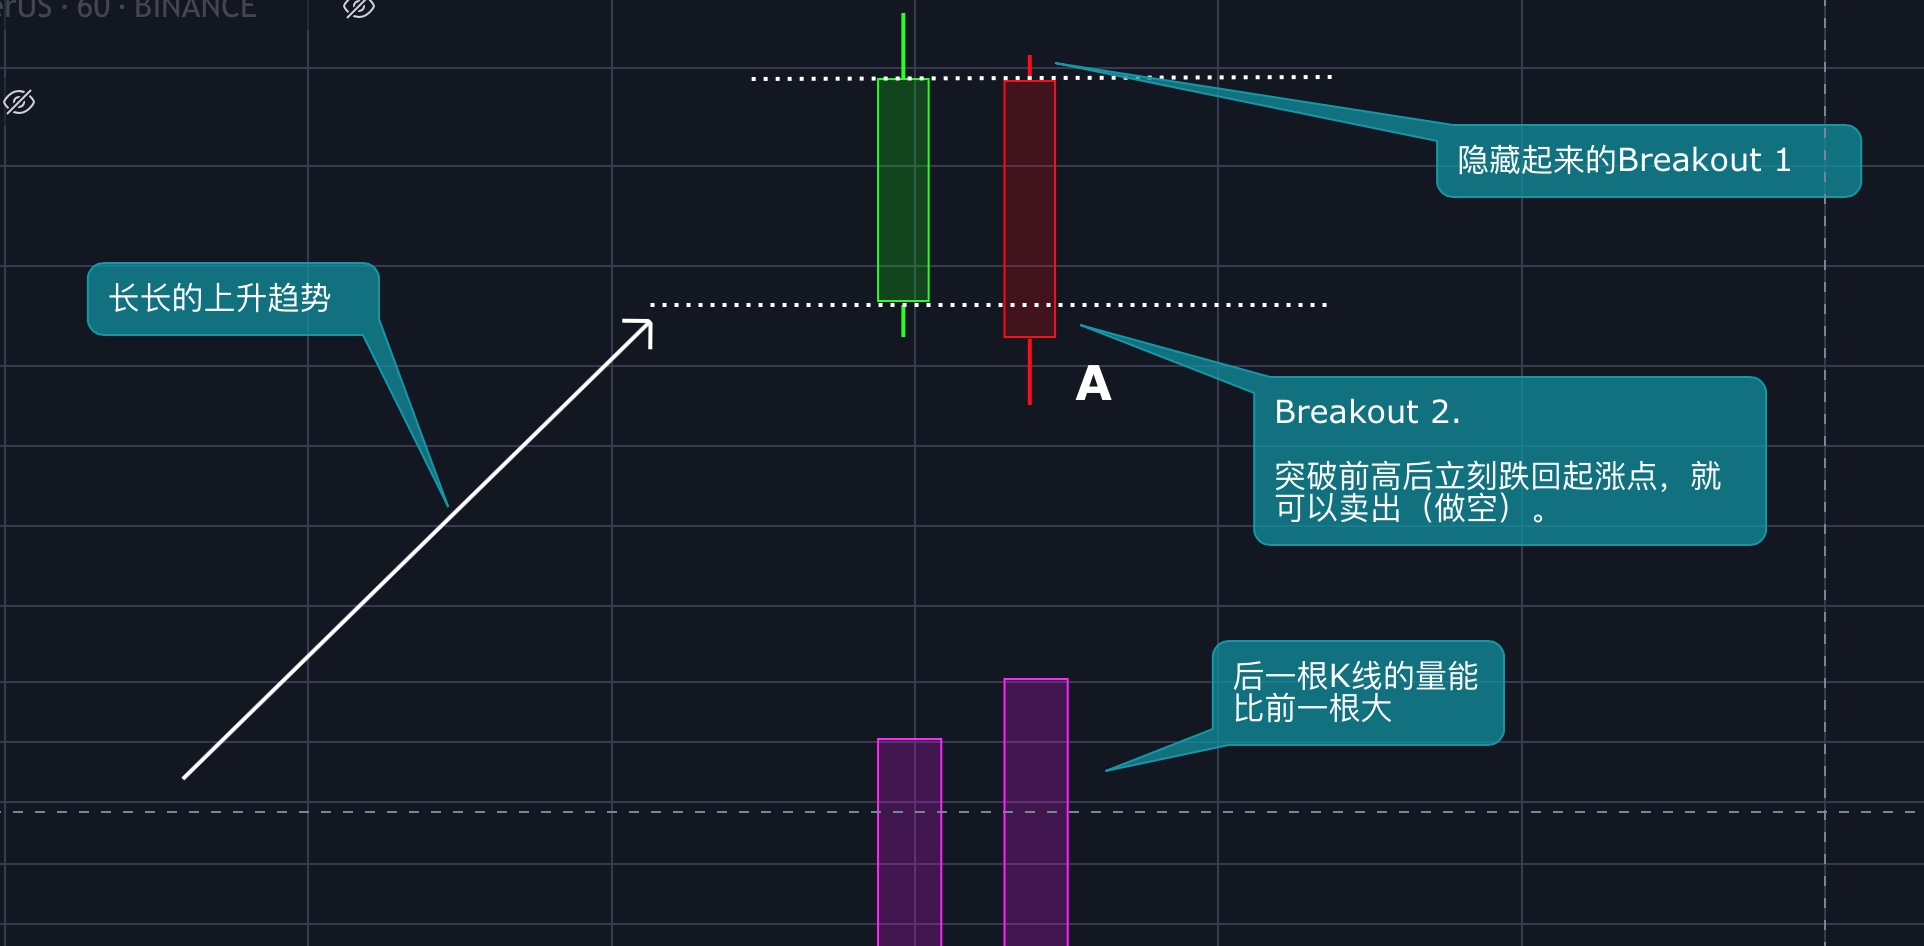 erUS · 60 · BINANCE
隐藏起来的Breakout 1
长长的上升趋势
A
Breakout 2.
突破前高后立刻跌回起涨点，就
可以卖出（做空）。
后一根K线的量能
比前一根大